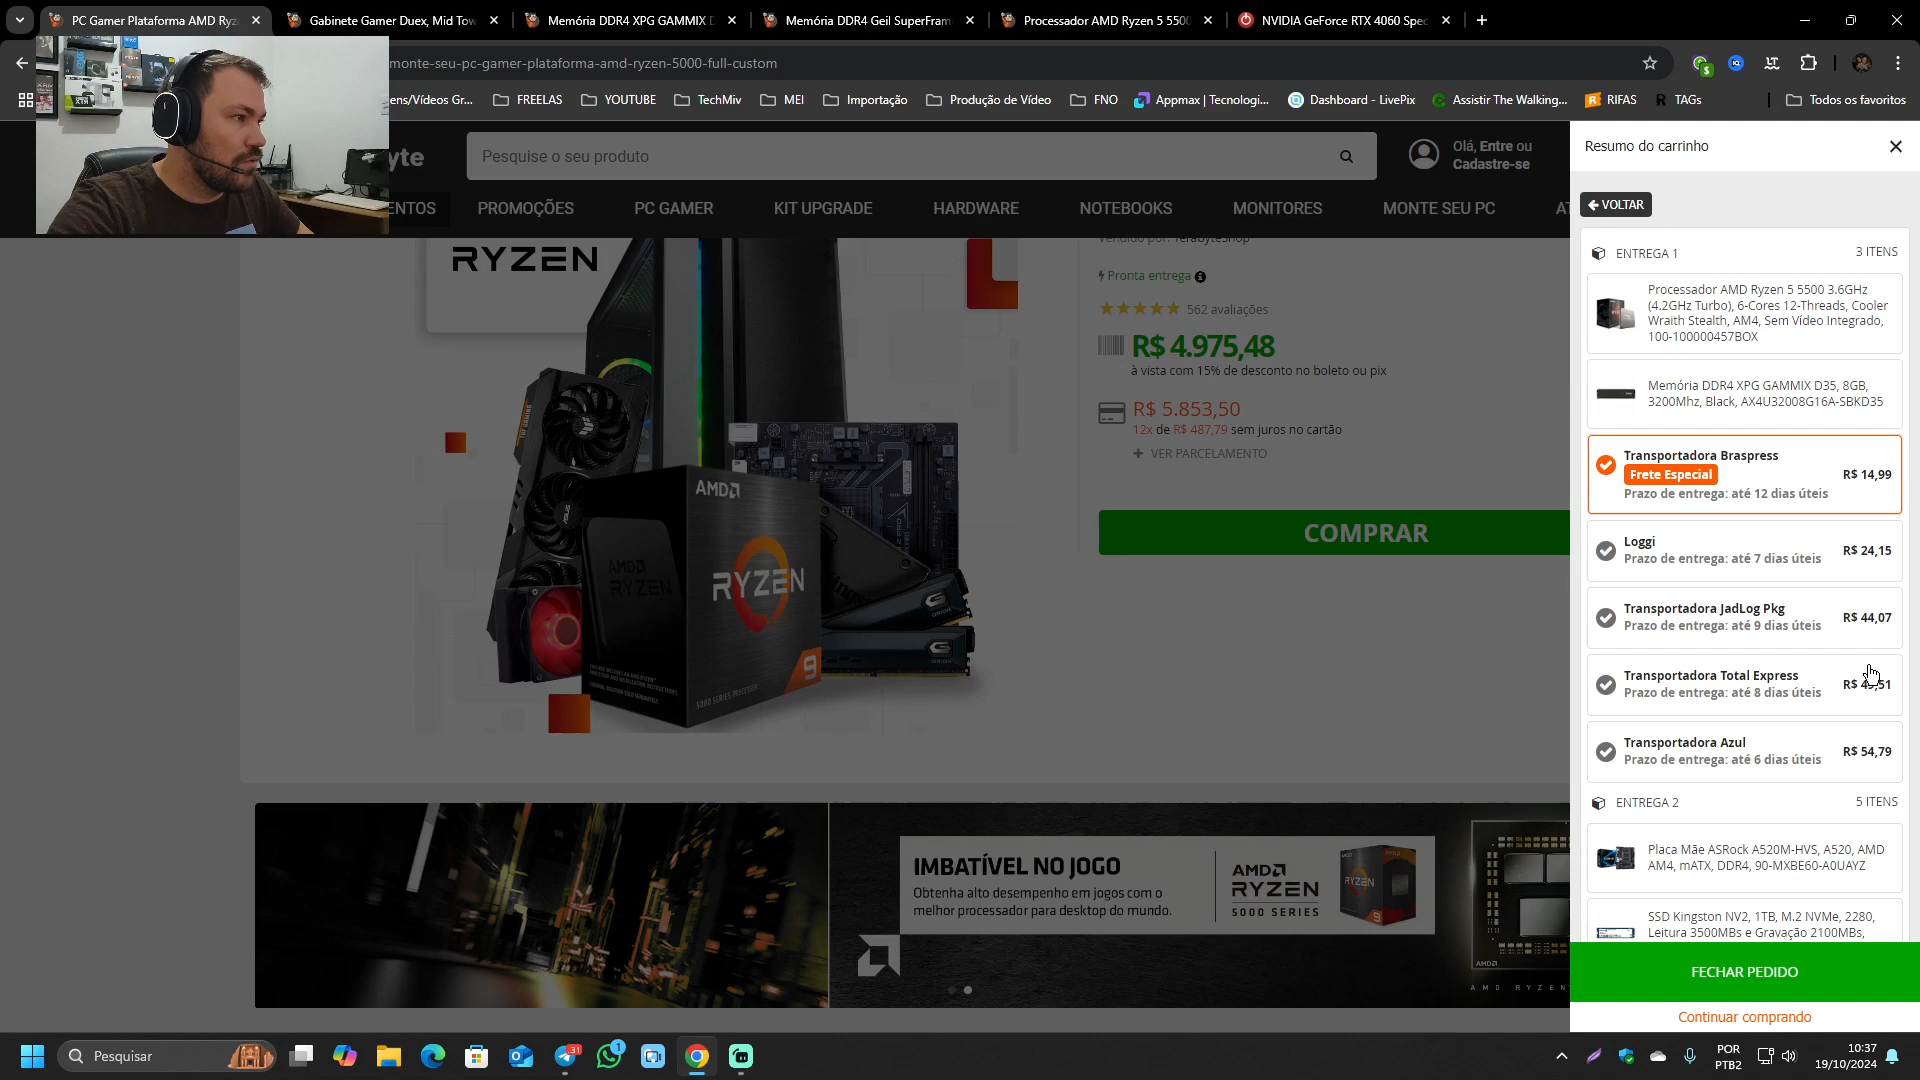 PC Gamer Plataforma AMD Ryz
Gabinete Gamer Duex, Mid Tow
Memória DDR4 XPG GAMMIX D
Memória DDR4 Geil SuperFram
Processador AMD Ryzen 5 5500
NVIDIA GeForce RTX 4060 Spec
monte-seu-pc-gamer-plataforma-amd-ryzen-5000-full-custom
ens/Vídeos Gr...
FREELAS
YOUTUBE
TechMiv
MEI
Importação
Produção de Vídeo
FNO
Appmax | Tecnologi...
Dashboard - LivePix
Assistir The Walking...
RIFAS
TAGs
Todos os favoritos
yte
Pesquise o seu produto
Olá, Entre ou
Cadastre-se
ENTOS
PROMOÇÕES
PC GAMER
KIT UPGRADE
HARDWARE
NOTEBOOKS
MONITORES
MONTE SEU PC
Vendido por: TerabyteShop
Pronta entrega
562 avaliações
R$ 4.975,48
à vista com 15% de desconto no boleto ou pix
R$ 5.853,50
12x de R$ 487,79 sem juros no cartão
+ VER PARCELAMENTO
COMPRAR
RYZEN
AMD
RYZEN
9
IMBATÍVEL NO JOGO
Obtenha alto desempenho em jogos com o
melhor processador para desktop do mundo.
AMD
RYZEN
5000 SERIES
Resumo do carrinho
VOLTAR
ENTREGA 1
3 ITENS
Processador AMD Ryzen 5 5500 3.6GHz
(4.2GHz Turbo), 6-Cores 12-Threads, Cooler
Wraith Stealth, AM4, Sem Vídeo Integrado,
100-100000457BOX
Memória DDR4 XPG GAMMIX D35, 8GB,
3200Mhz, Black, AX4U32008G16A-SBKD35
Transportadora Braspress
Frete Especial
R$ 14,99
Prazo de entrega: até 12 dias úteis
Loggi
R$ 24,15
Prazo de entrega: até 7 dias úteis
Transportadora JadLog Pkg
R$ 44,07
Prazo de entrega: até 9 dias úteis
Transportadora Total Express
Prazo de entrega: até 8 dias úteis
Transportadora Azul
R$ 54,79
Prazo de entrega: até 6 dias úteis
ENTREGA 2
5 ITENS
Placa Mãe ASRock A520M-HVS, A520, AMD
AM4, mATX, DDR4, 90-MXBE60-A0UAYZ
SSD Kingston NV2, 1TB, M.2 NVMe, 2280,
Leitura 3500MBs e Gravação 2100MBs,
FECHAR PEDIDO
Continuar comprando
Pesquisar
31
1
POR
PTB2
10:37
19/10/2024